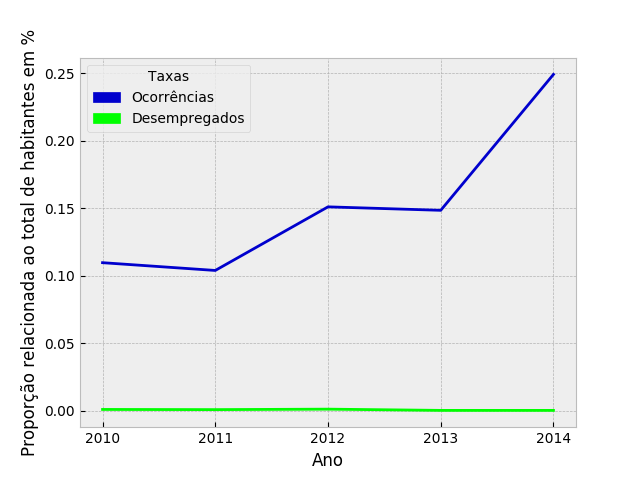 Proporção relacionada ao total de habitantes em %
0.25
0.20
0.15
0.10
0.05
0.00
Taxas
Ocorrências
Desempregados
2010 2011 2012 2013 2014
Ano